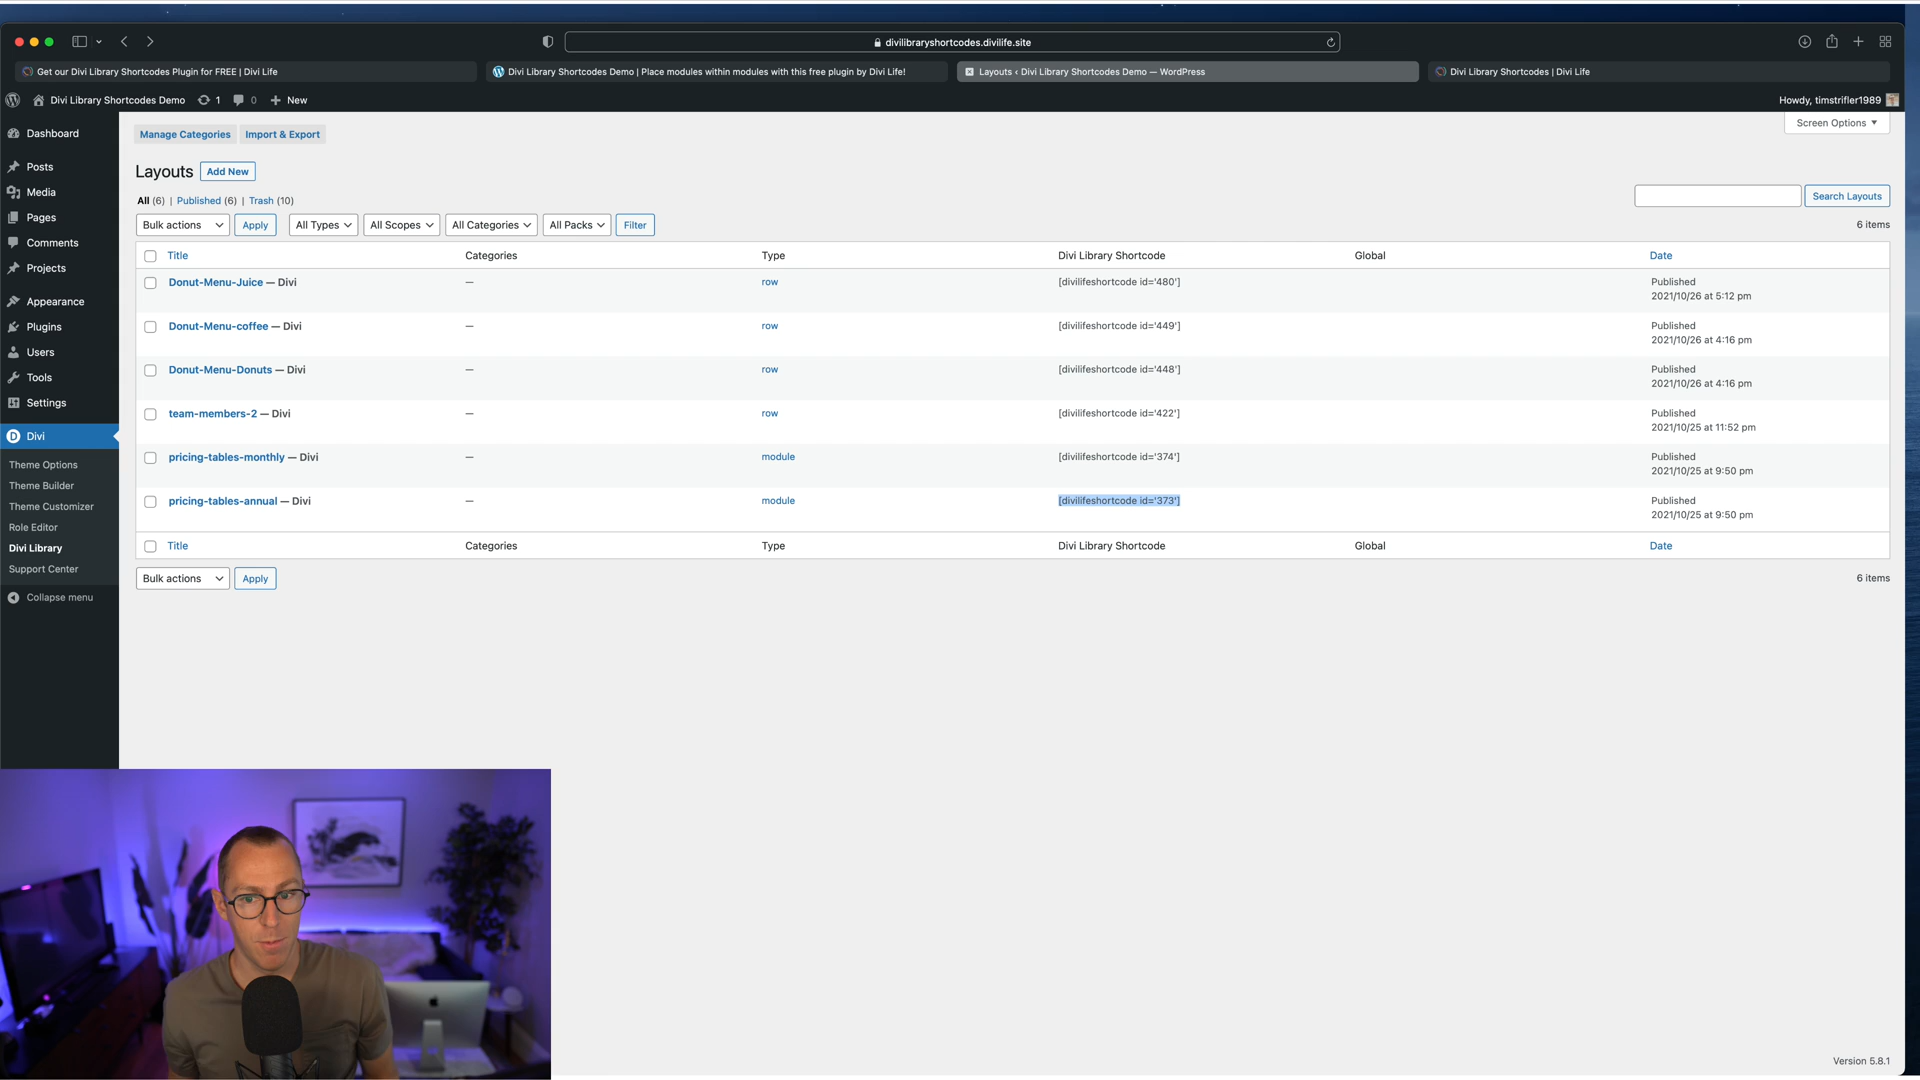 divilibraryshortcodes.divilife.site
Get our Divi Library Shortcodes Plugin for FREE | Divi Life
Divi Library Shortcodes Demo | Place modules within modules with this free plugin by Divi Life!
Layouts ‹ Divi Library Shortcodes Demo — WordPress
Divi Library Shortcodes | Divi Life
Divi Library Shortcodes Demo 1 0 New
Howdy, timstrifler1989
Dashboard
Posts
Media
Pages
Comments
Projects
Appearance
Plugins
Users
Tools
Settings
Divi
Theme Options
Theme Builder
Theme Customizer
Role Editor
Divi Library
Support Center
Collapse menu
Manage Categories Import & Export
Screen Options
Layouts Add New
All (6) | Published (6) | Trash (10)
Search Layouts
Bulk actions Apply All Types All Scopes All Categories All Packs Filter
6 items
Title Categories Type Divi Library Shortcode Global Date
Donut-Menu-Juice — Divi — row [divilifeshortcode id='480'] Published
2021/10/26 at 5:12 pm
Donut-Menu-coffee — Divi — row [divilifeshortcode id='449'] Published
2021/10/26 at 4:16 pm
Donut-Menu-Donuts — Divi — row [divilifeshortcode id='448'] Published
2021/10/26 at 4:16 pm
team-members-2 — Divi — row [divilifeshortcode id='422'] Published
2021/10/25 at 11:52 pm
pricing-tables-monthly — Divi — module [divilifeshortcode id='374'] Published
2021/10/25 at 9:50 pm
pricing-tables-annual — Divi — module [divilifeshortcode id='373'] Published
2021/10/25 at 9:50 pm
Title Categories Type Divi Library Shortcode Global Date
Bulk actions Apply
6 items
Version 5.8.1